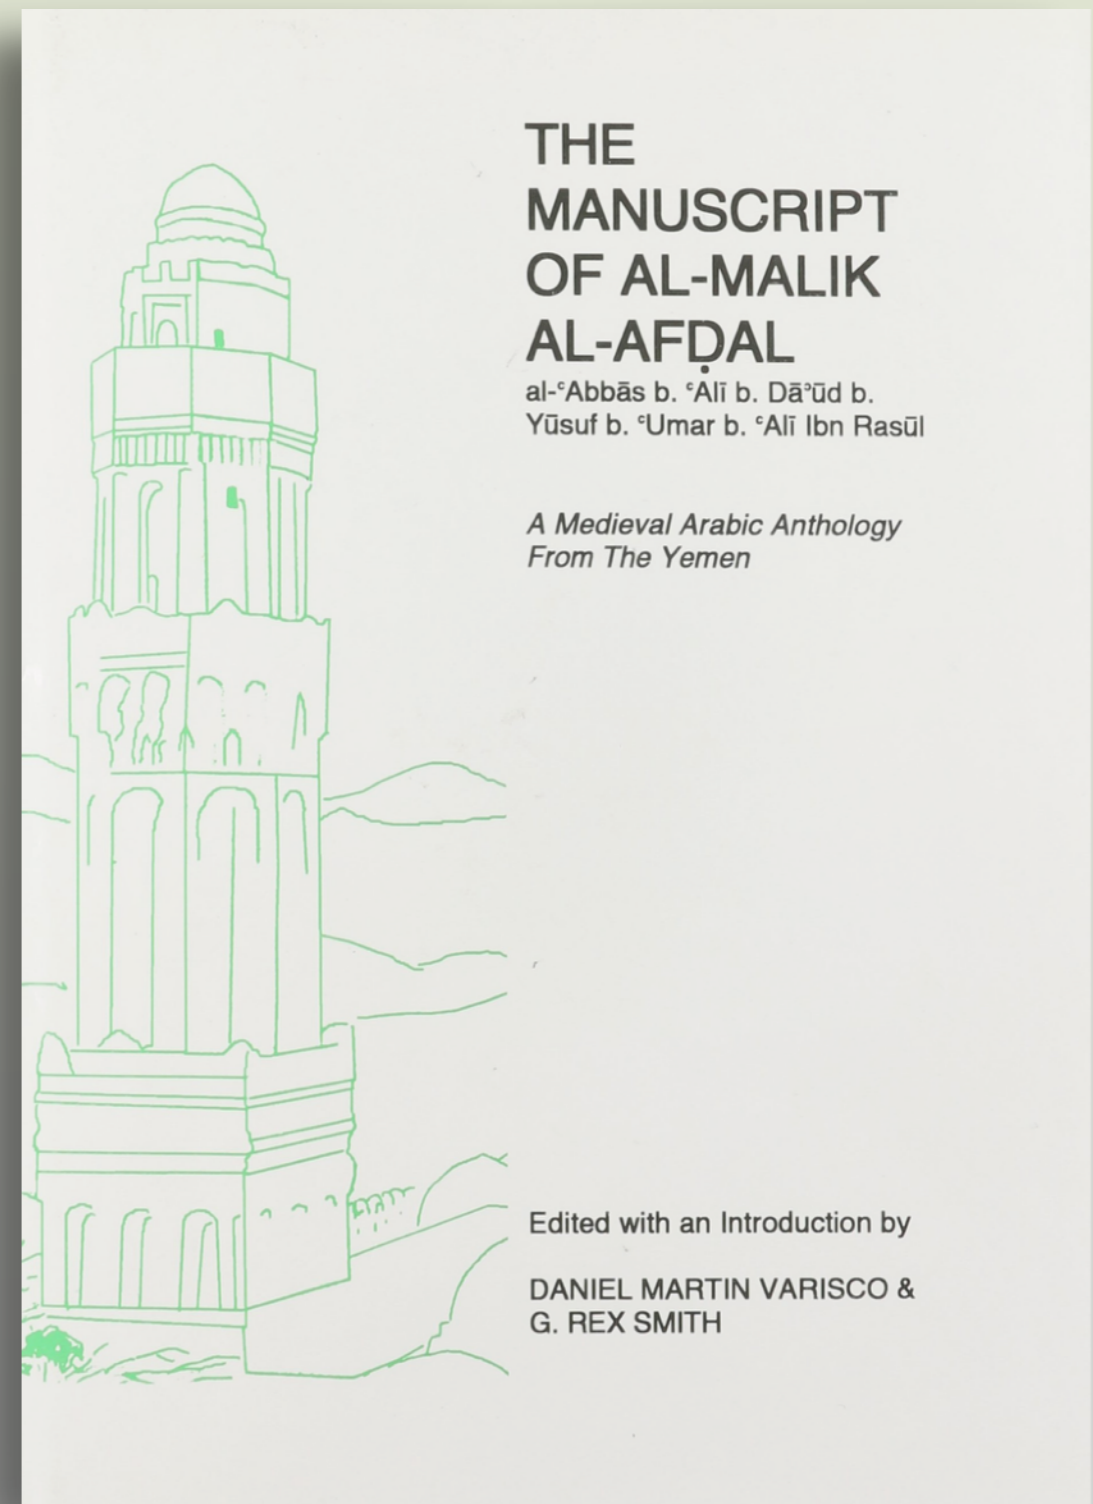 THE
MANUSCRIPT
OF AL-MALIK
AL-AFḌAL
al-ʿAbbās b. ʿAlī b. Dāʾūd b.
Yūsuf b. ʿUmar b. ʿAlī Ibn Rasūl
A Medieval Arabic Anthology
From The Yemen
Edited with an Introduction by
DANIEL MARTIN VARISCO &
G. REX SMITH